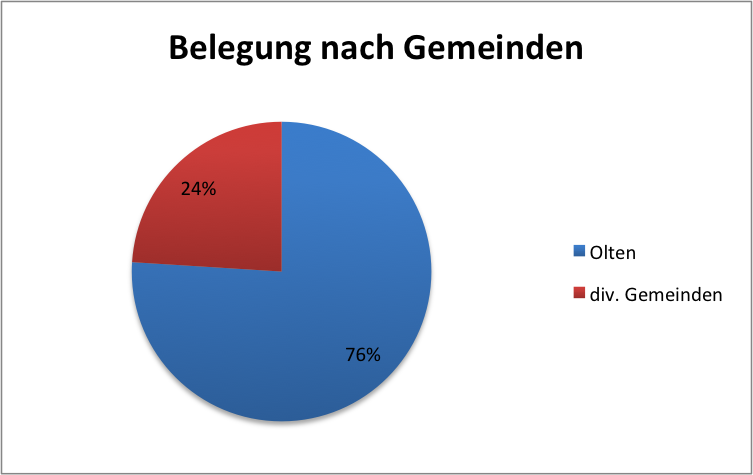 Belegung nach Gemeinden
24%
76%
Olten
div. Gemeinden